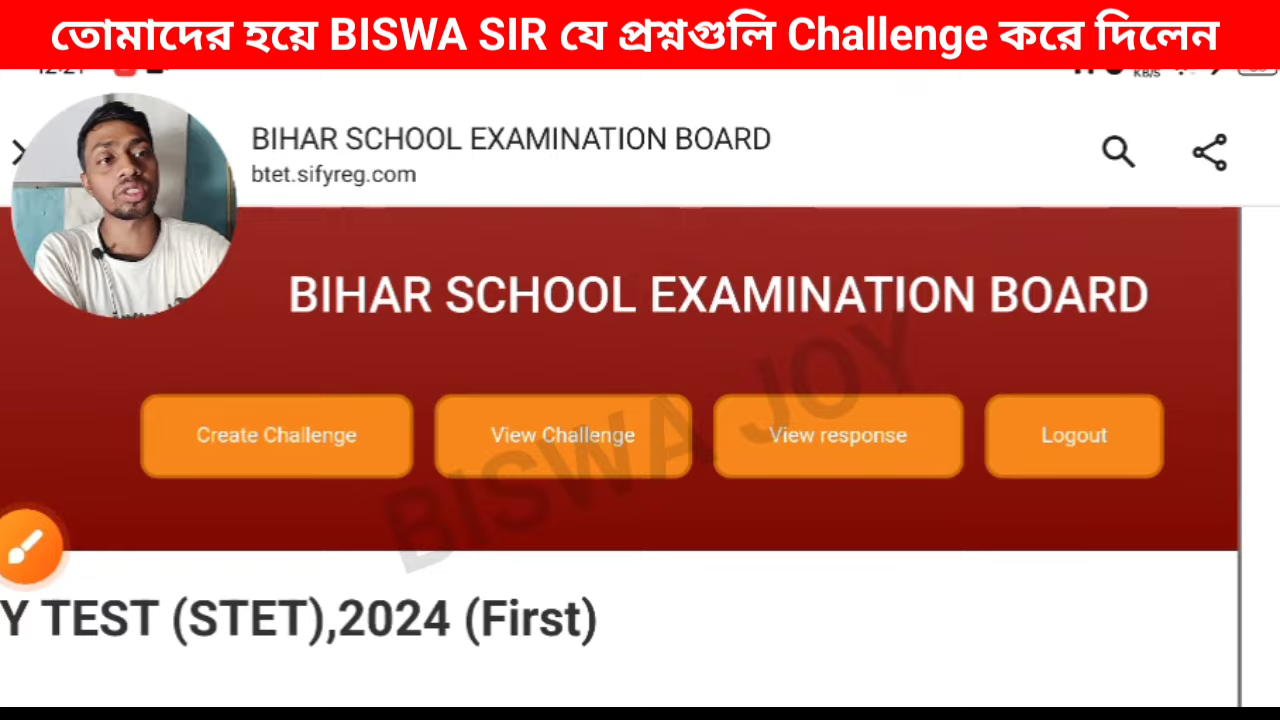 তোমাদের হয়ে BISWA SIR যে প্রশ্নগুলি Challenge করে দিলেন
KB/S
BIHAR SCHOOL EXAMINATION BOARD
btet.sifyreg.com
BIHAR SCHOOL EXAMINATION BOARD
Create Challenge
View Challenge
View response
Logout
BISWA JOY
Y TEST (STET),2024 (First)